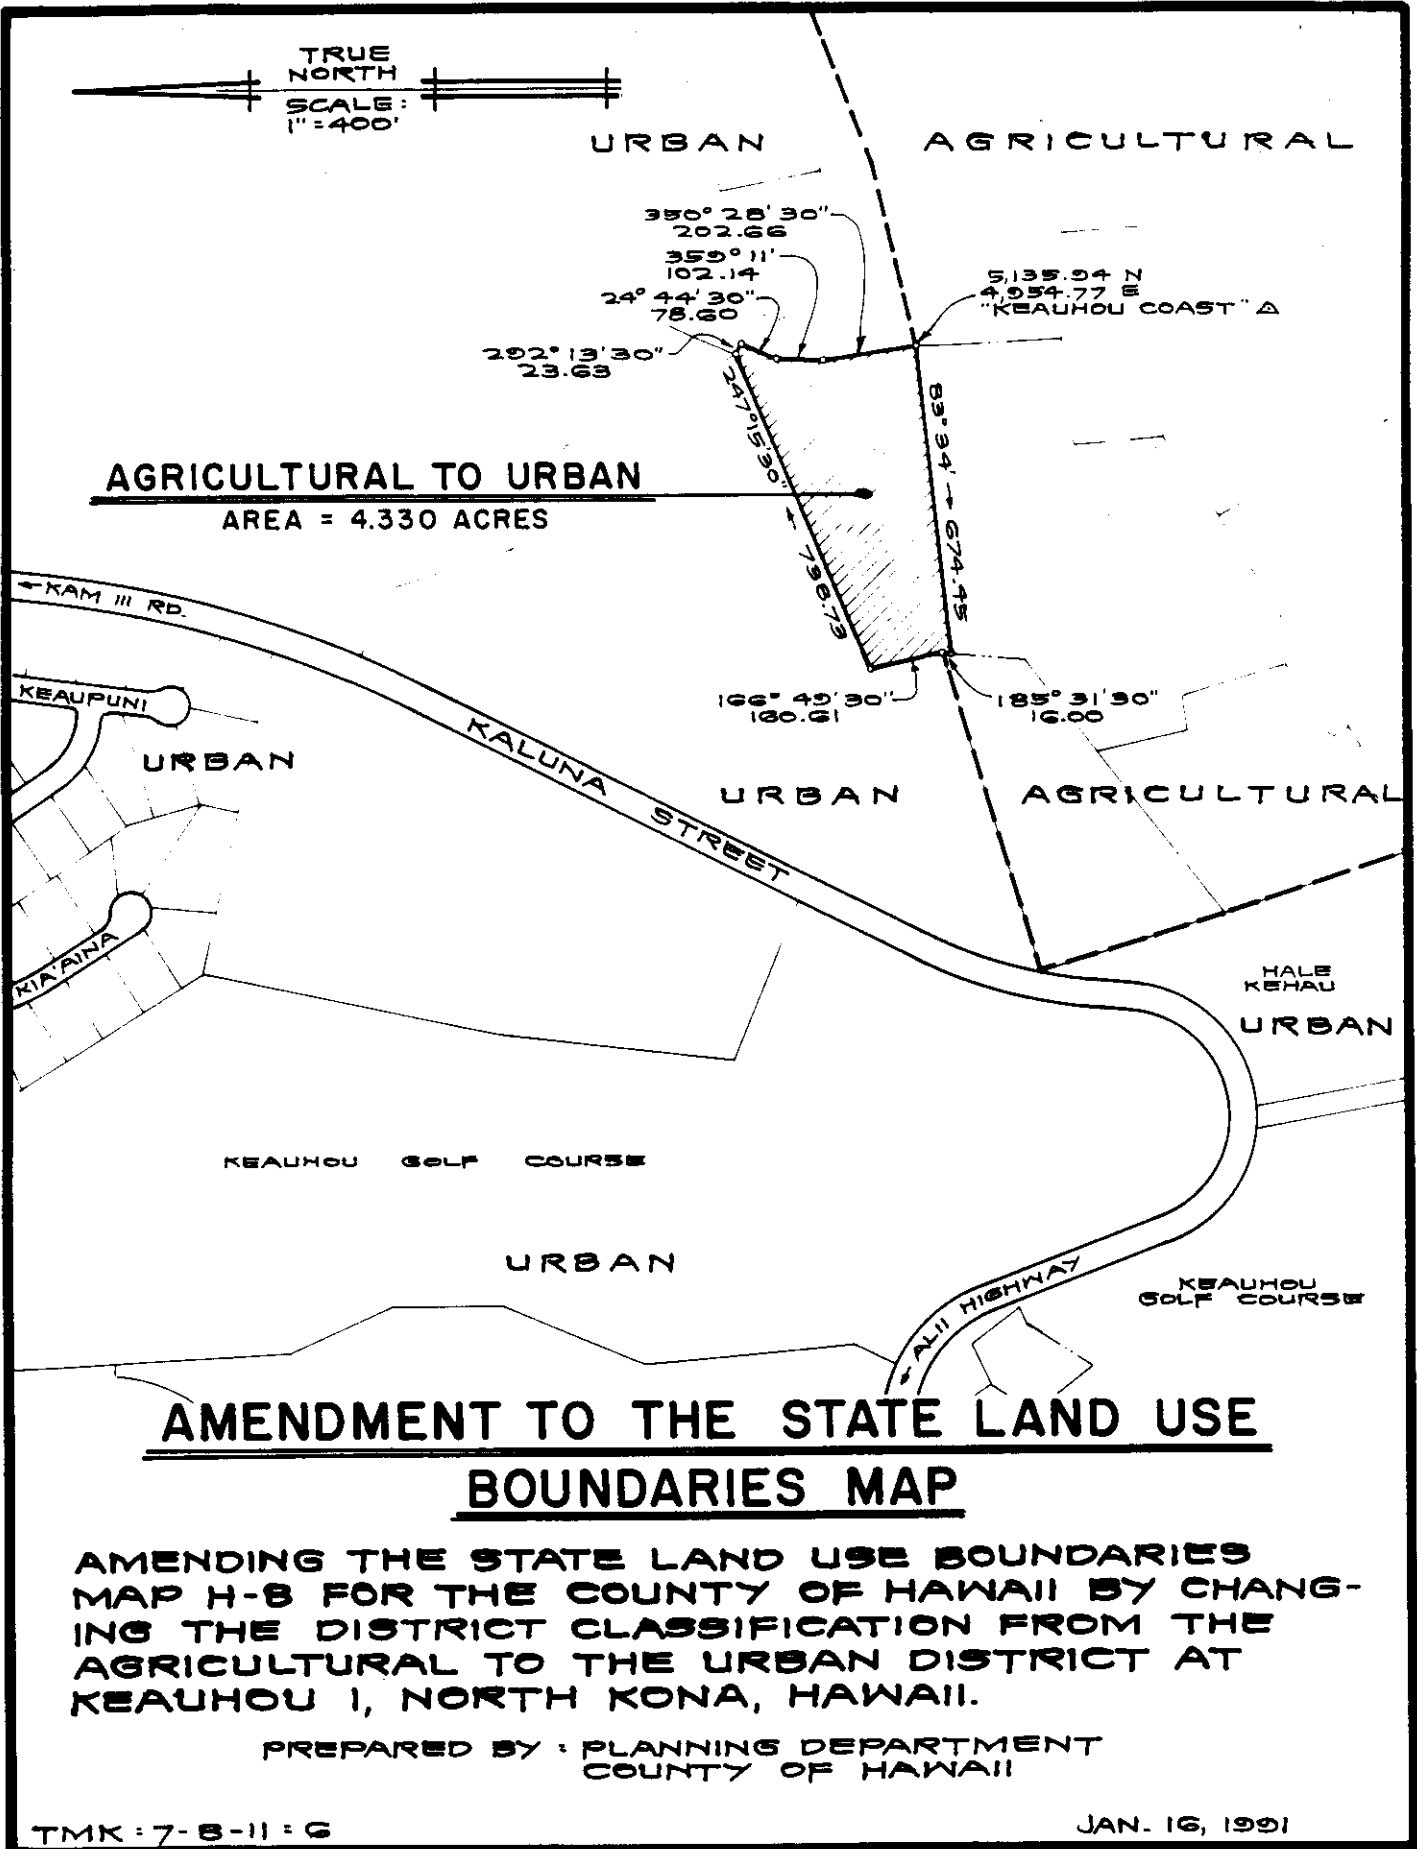 TRUE
NORTH
SCALE:
1"=400'
URBAN
AGRICULTURAL
350° 28' 30"
202.66
359° 11'
102.14
24° 44' 30"
78.60
292° 13' 30"
23.63
5,135.94 N
4,954.77 E
"KEAUHOU COAST" △
247° 15' 30" → 738.73
83° 34' → 674.45
AGRICULTURAL TO URBAN
AREA = 4.330 ACRES
← KAM III RD.
KEAUPUNI
166° 49' 30"
160.61
185° 31' 30"
16.00
URBAN
KALUNA STREET
URBAN
AGRICULTURAL
KIA'AINA
HALE
KEHAU
URBAN
KEAUHOU GOLF COURSE
URBAN
← ALII HIGHWAY
KEAUHOU
GOLF COURSE
AMENDMENT TO THE STATE LAND USE
BOUNDARIES MAP
AMENDING THE STATE LAND USE BOUNDARIES
MAP H-8 FOR THE COUNTY OF HAWAII BY CHANG-
ING THE DISTRICT CLASSIFICATION FROM THE
AGRICULTURAL TO THE URBAN DISTRICT AT
KEAUHOU 1, NORTH KONA, HAWAII.
PREPARED BY : PLANNING DEPARTMENT
COUNTY OF HAWAII
TMK : 7-8-11 : 6
JAN. 16, 1991